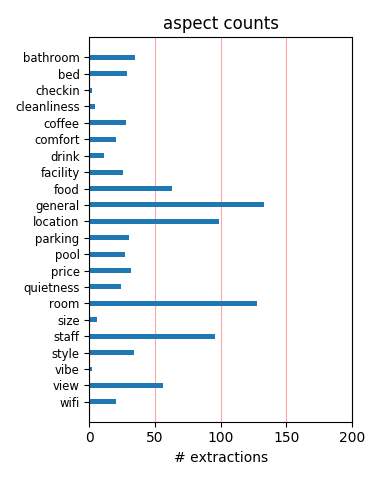 aspect counts
bathroom
bed
checkin
cleanliness
coffee
comfort
drink
facility
food
general
location
parking
pool
price
quietness
room
size
staff
style
vibe
view
wifi
0 50 100 150 200
# extractions